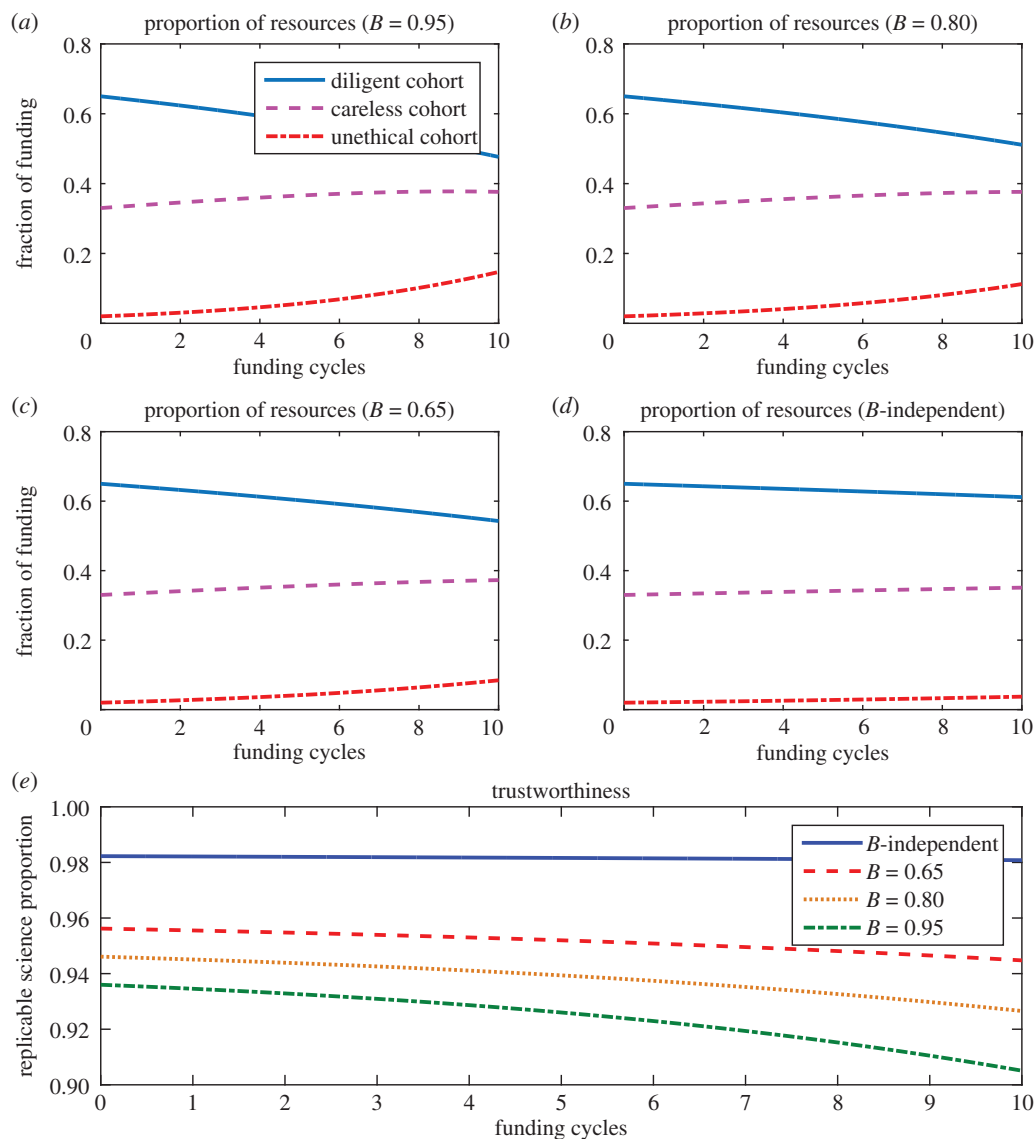 (a) proportion of resources (B = 0.95)
0.8
0.6
0.4
0.2
0 2 4 6 8 10
fraction of funding
funding cycles
diligent cohort
careless cohort
unethical cohort
(b) proportion of resources (B = 0.80)
0.8
0.6
0.4
0.2
0 2 4 6 8 10
funding cycles
(c) proportion of resources (B = 0.65)
0.8
0.6
0.4
0.2
0 2 4 6 8 10
fraction of funding
funding cycles
(d) proportion of resources (B-independent)
0.8
0.6
0.4
0.2
0 2 4 6 8 10
funding cycles
(e) trustworthiness
1.00
0.98
0.96
0.94
0.92
0.90
0 1 2 3 4 5 6 7 8 9 10
replicable science proportion
funding cycles
B-independent
B = 0.65
B = 0.80
B = 0.95